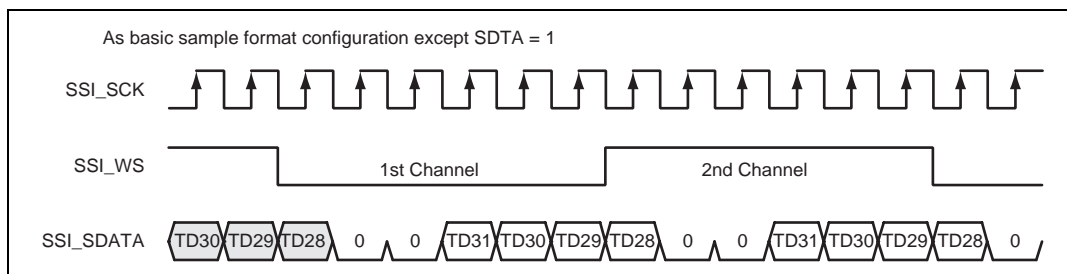 As basic sample format configuration except SDTA = 1
SSI_SCK
SSI_WS 1st Channel 2nd Channel
SSI_SDATA TD30 TD29 TD28 0 0 TD31 TD30 TD29 TD28 0 0 TD31 TD30 TD29 TD28 0